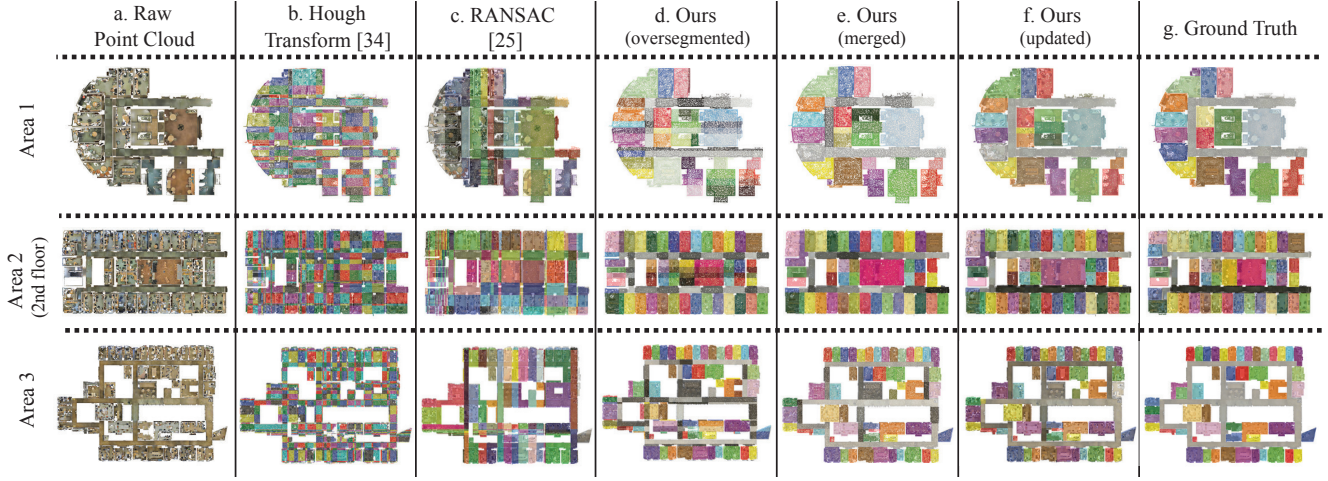 a. Raw
Point Cloud
b. Hough
Transform [34]
c. RANSAC
[25]
d. Ours
(oversegmented)
e. Ours
(merged)
f. Ours
(updated)
g. Ground Truth
Area 1
Area 2
(2nd floor)
Area 3